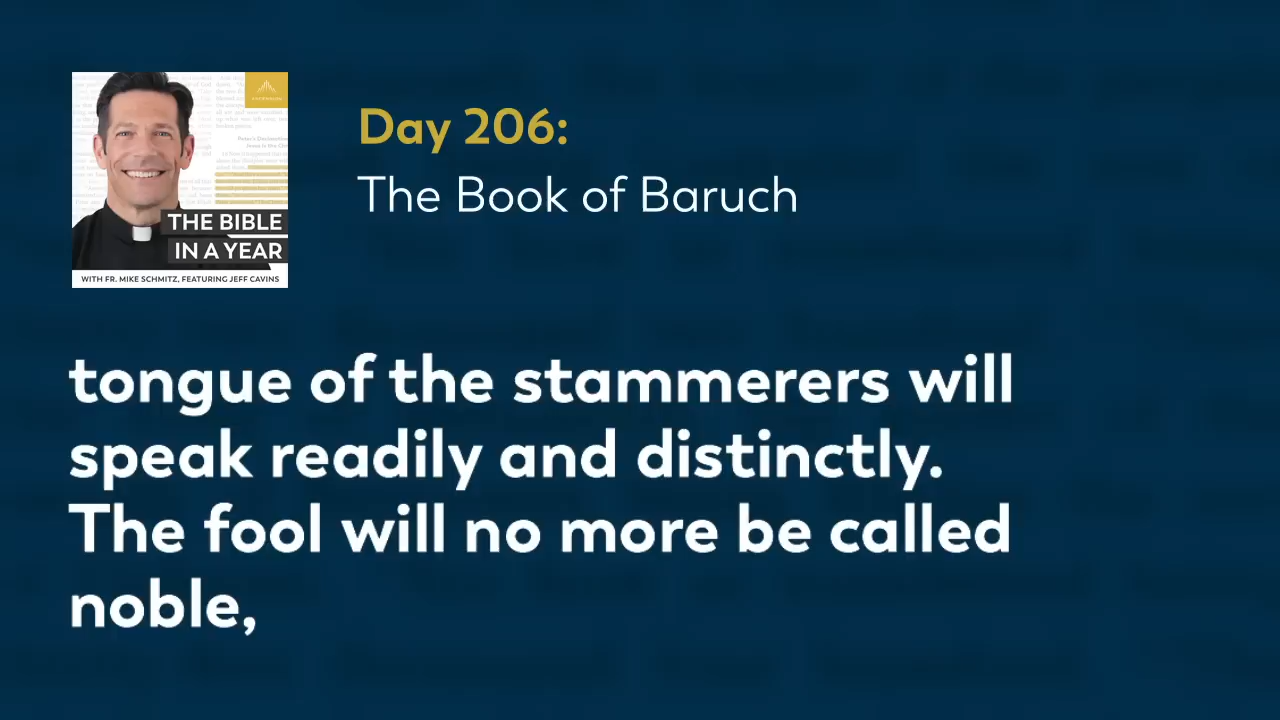 Day 206:
The Book of Baruch
THE BIBLE
IN A YEAR
WITH FR. MIKE SCHMITZ, FEATURING JEFF CAVINS
tongue of the stammerers will
speak readily and distinctly.
The fool will no more be called
noble,